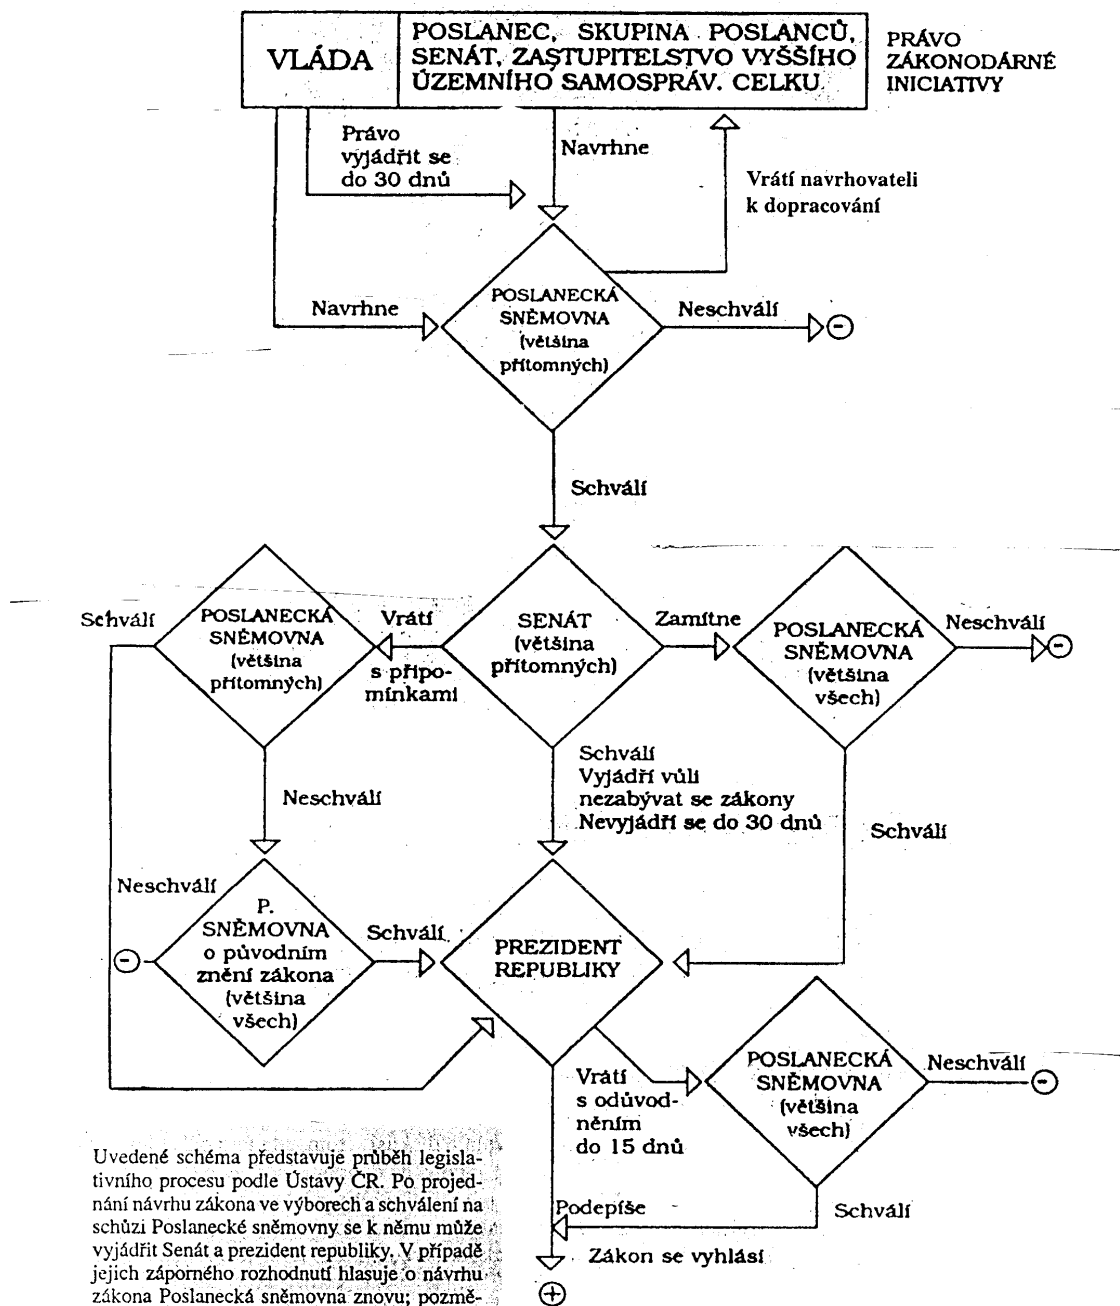 VLÁDA
POSLANEC, SKUPINA POSLANCŮ,
SENÁT, ZASTUPITELSTVO VYŠŠÍHO
ÚZEMNÍHO SAMOSPRÁV. CELKU
PRÁVO
ZÁKONODÁRNÉ
INICIATIVY
Právo
vyjádřit se
do 30 dnů
Navrhne
Vrátí navrhovateli
k dopracování
Navrhne
POSLANECKÁ
SNĚMOVNA
(většina
přítomných)
Neschválí
-
Schválí
Schválí
POSLANECKÁ
SNĚMOVNA
(většina
přítomných)
Vrátí
s připo-
mínkami
SENÁT
(většina
přítomných)
Zamítne
POSLANECKÁ
SNĚMOVNA
(většina
všech)
Neschválí
-
Neschválí
Schválí
Vyjádří vůli
nezabývat se zákony
Nevyjádří se do 30 dnů
Schválí
Neschválí
-
P.
SNĚMOVNA
o původním
znění zákona
(většina
všech)
Schválí
PREZIDENT
REPUBLIKY
Vrátí
s odůvod-
něním
do 15 dnů
POSLANECKÁ
SNĚMOVNA
(většina
všech)
Neschválí
-
Podepíše
Schválí
Zákon se vyhlásí
+
Uvedené schéma představuje průběh legisla-
tivního procesu podle Ústavy ČR. Po projed-
nání návrhu zákona ve výborech a schválení na
schůzi Poslanecké sněmovny se k němu může
vyjádřit Senát a prezident republiky. V případě
jejich záporného rozhodnutí hlasuje o návrhu
zákona Poslanecká sněmovna znovu; pozmě-